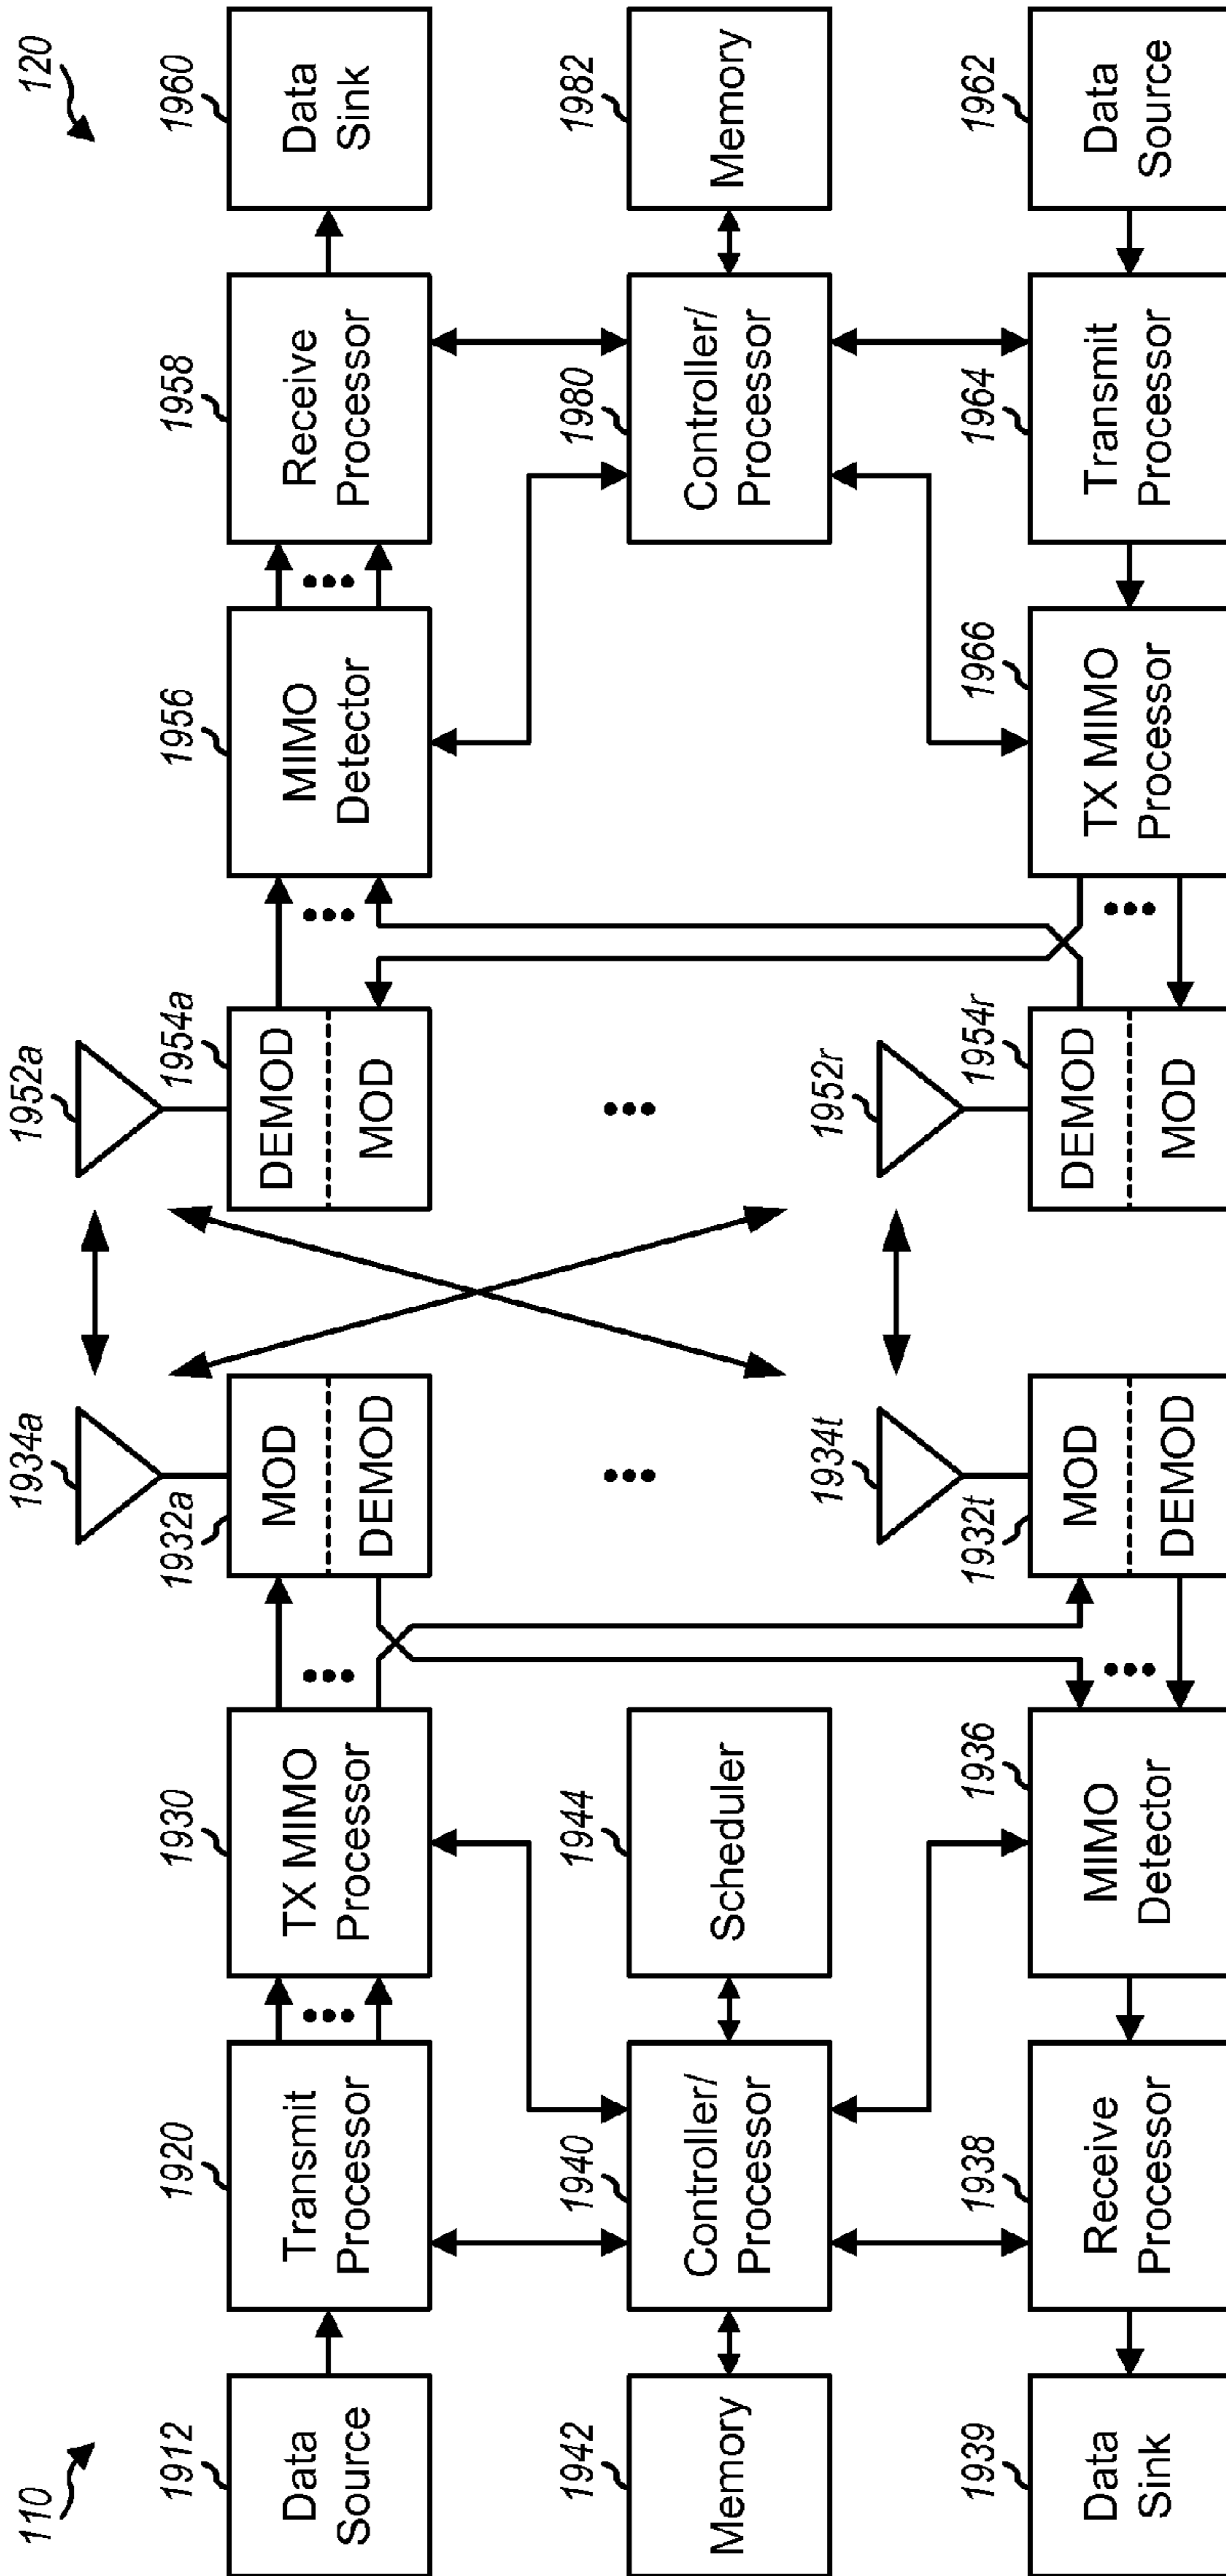 110
120
1912
Data
Source
1920
Transmit
Processor
1930
TX MIMO
Processor
1934a
1932a
MOD
DEMOD
1952a
1954a
DEMOD
MOD
1956
MIMO
Detector
1958
Receive
Processor
1960
Data
Sink
1942
Memory
1940
Controller/
Processor
1944
Scheduler
1980
Controller/
Processor
1982
Memory
1939
Data
Sink
1938
Receive
Processor
1936
MIMO
Detector
1934t
1932t
MOD
DEMOD
1952r
1954r
DEMOD
MOD
1966
TX MIMO
Processor
1964
Transmit
Processor
1962
Data
Source